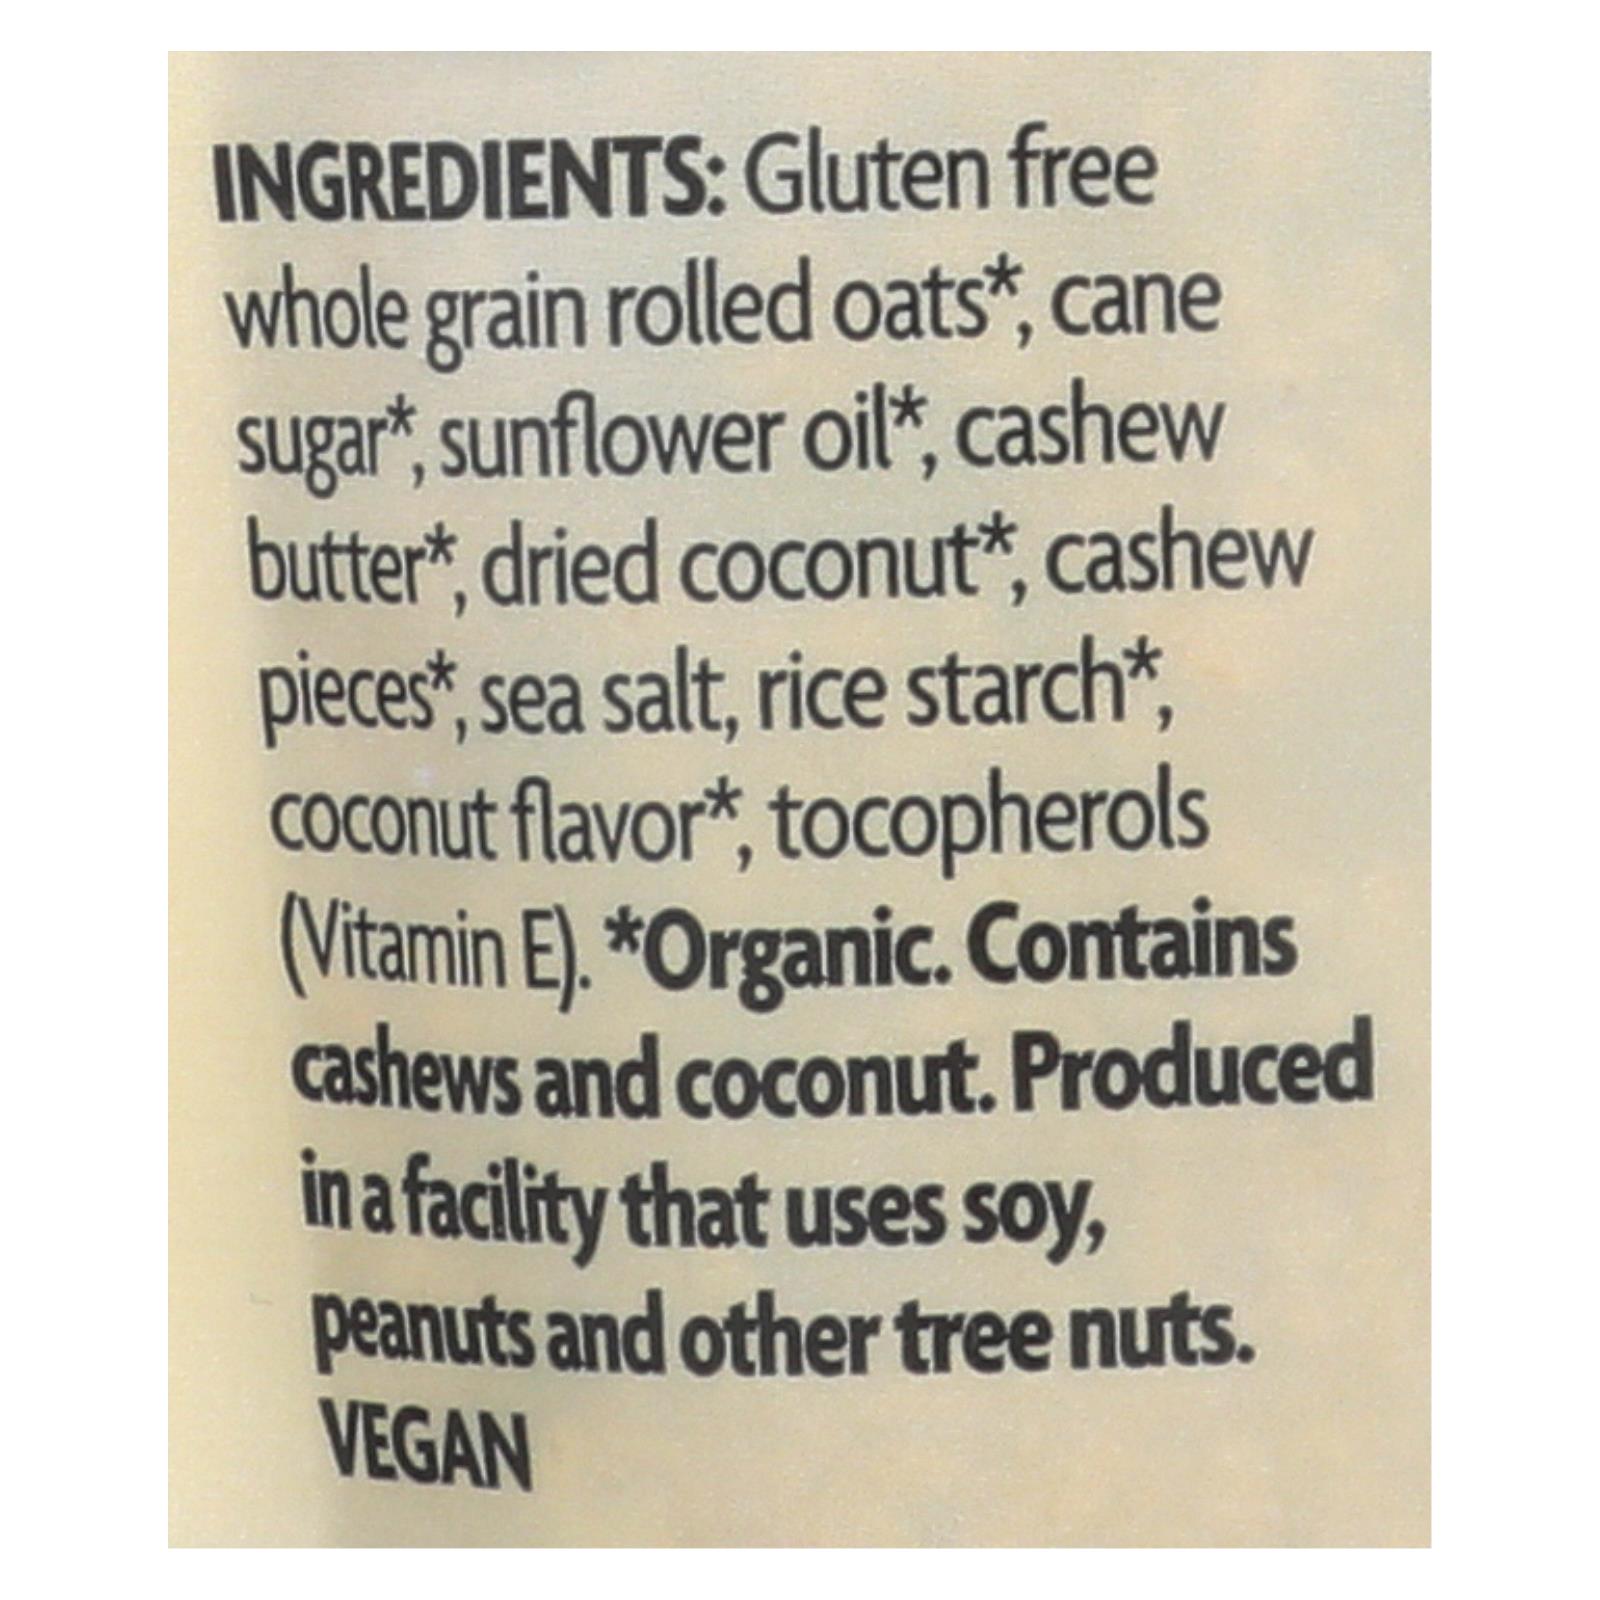 INGREDIENTS: Gluten free
whole grain rolled oats*, cane
sugar*, sunflower oil*, cashew
butter*, dried coconut*, cashew
pieces*, sea salt, rice starch*,
coconut flavor*, tocopherols
(Vitamin E). *Organic. Contains
cashews and coconut. Produced
in a facility that uses soy,
peanuts and other tree nuts.
VEGAN